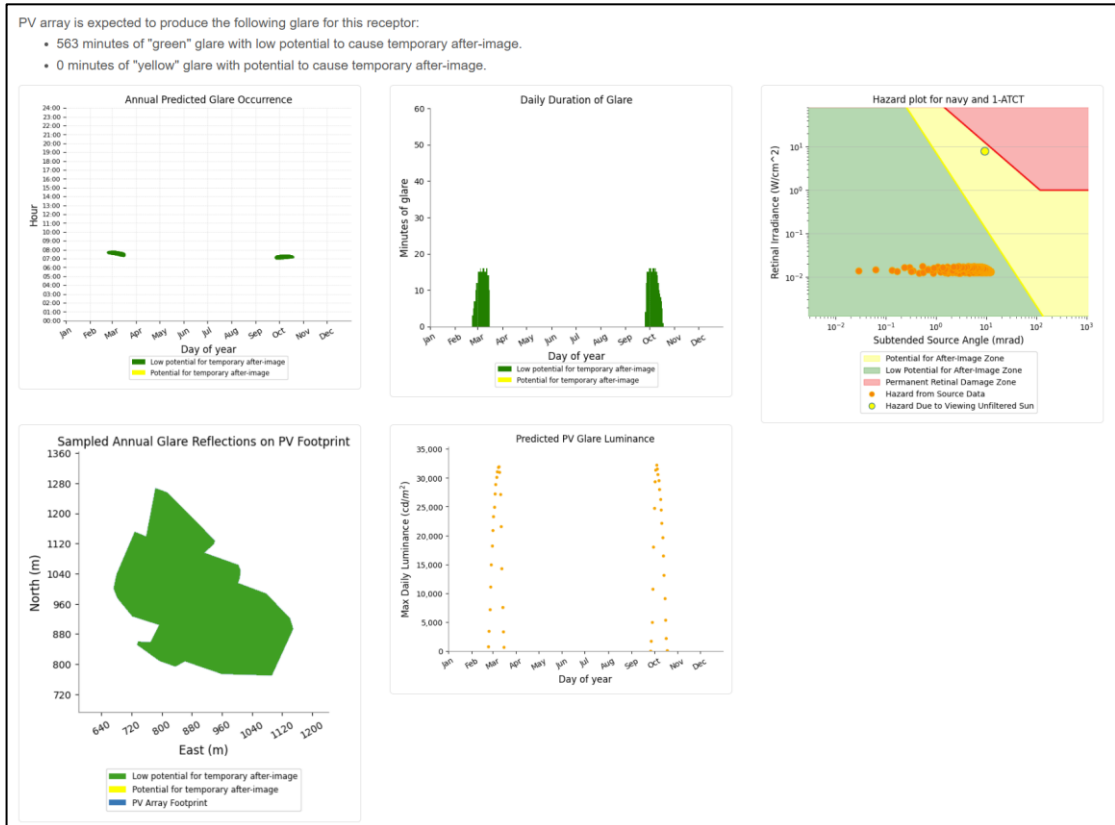 PV array is expected to produce the following glare for this receptor:
• 563 minutes of "green" glare with low potential to cause temporary after-image.
• 0 minutes of "yellow" glare with potential to cause temporary after-image.
Annual Predicted Glare Occurrence
Hour
24:00
23:00
22:00
21:00
20:00
19:00
18:00
17:00
16:00
15:00
14:00
13:00
12:00
11:00
10:00
09:00
08:00
07:00
06:00
05:00
04:00
03:00
02:00
01:00
00:00
Jan Feb Mar Apr May Jun Jul Aug Sep Oct Nov Dec
Day of year
Low potential for temporary after-image
Potential for temporary after-image
Daily Duration of Glare
Minutes of glare
60
50
40
30
20
10
0
Jan Feb Mar Apr May Jun Jul Aug Sep Oct Nov Dec
Day of year
Low potential for temporary after-image
Potential for temporary after-image
Hazard plot for navy and 1-ATCT
Retinal Irradiance (W/cm^2)
10¹
10⁰
10⁻¹
10⁻²
10⁻² 10⁻¹ 10⁰ 10¹ 10² 10³
Subtended Source Angle (mrad)
Potential for After-Image Zone
Low Potential for After-Image Zone
Permanent Retinal Damage Zone
Hazard from Source Data
Hazard Due to Viewing Unfiltered Sun
Sampled Annual Glare Reflections on PV Footprint
North (m)
1360
1280
1200
1120
1040
960
880
800
720
640 720 800 880 960 1040 1120 1200
East (m)
Low potential for temporary after-image
Potential for temporary after-image
PV Array Footprint
Predicted PV Glare Luminance
Max Daily Luminance (cd/m²)
35,000
30,000
25,000
20,000
15,000
10,000
5,000
0
Jan Feb Mar Apr May Jun Jul Aug Sep Oct Nov Dec
Day of year